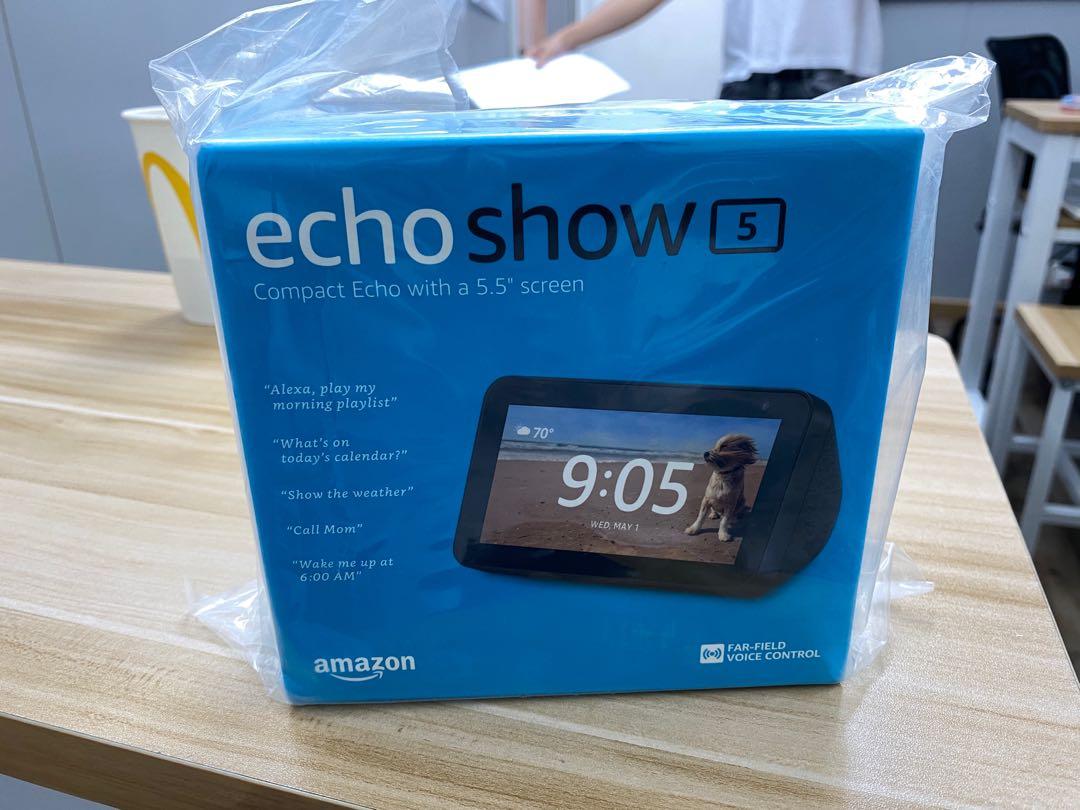 echo show 5
Compact Echo with a 5.5" screen
“Alexa, play my
morning playlist”
“What's on
today's calendar?”
“Show the weather”
“Call Mom”
“Wake me up at
6:00 AM”
70°
9:05
WED, MAY 1
amazon
FAR-FIELD
VOICE CONTROL